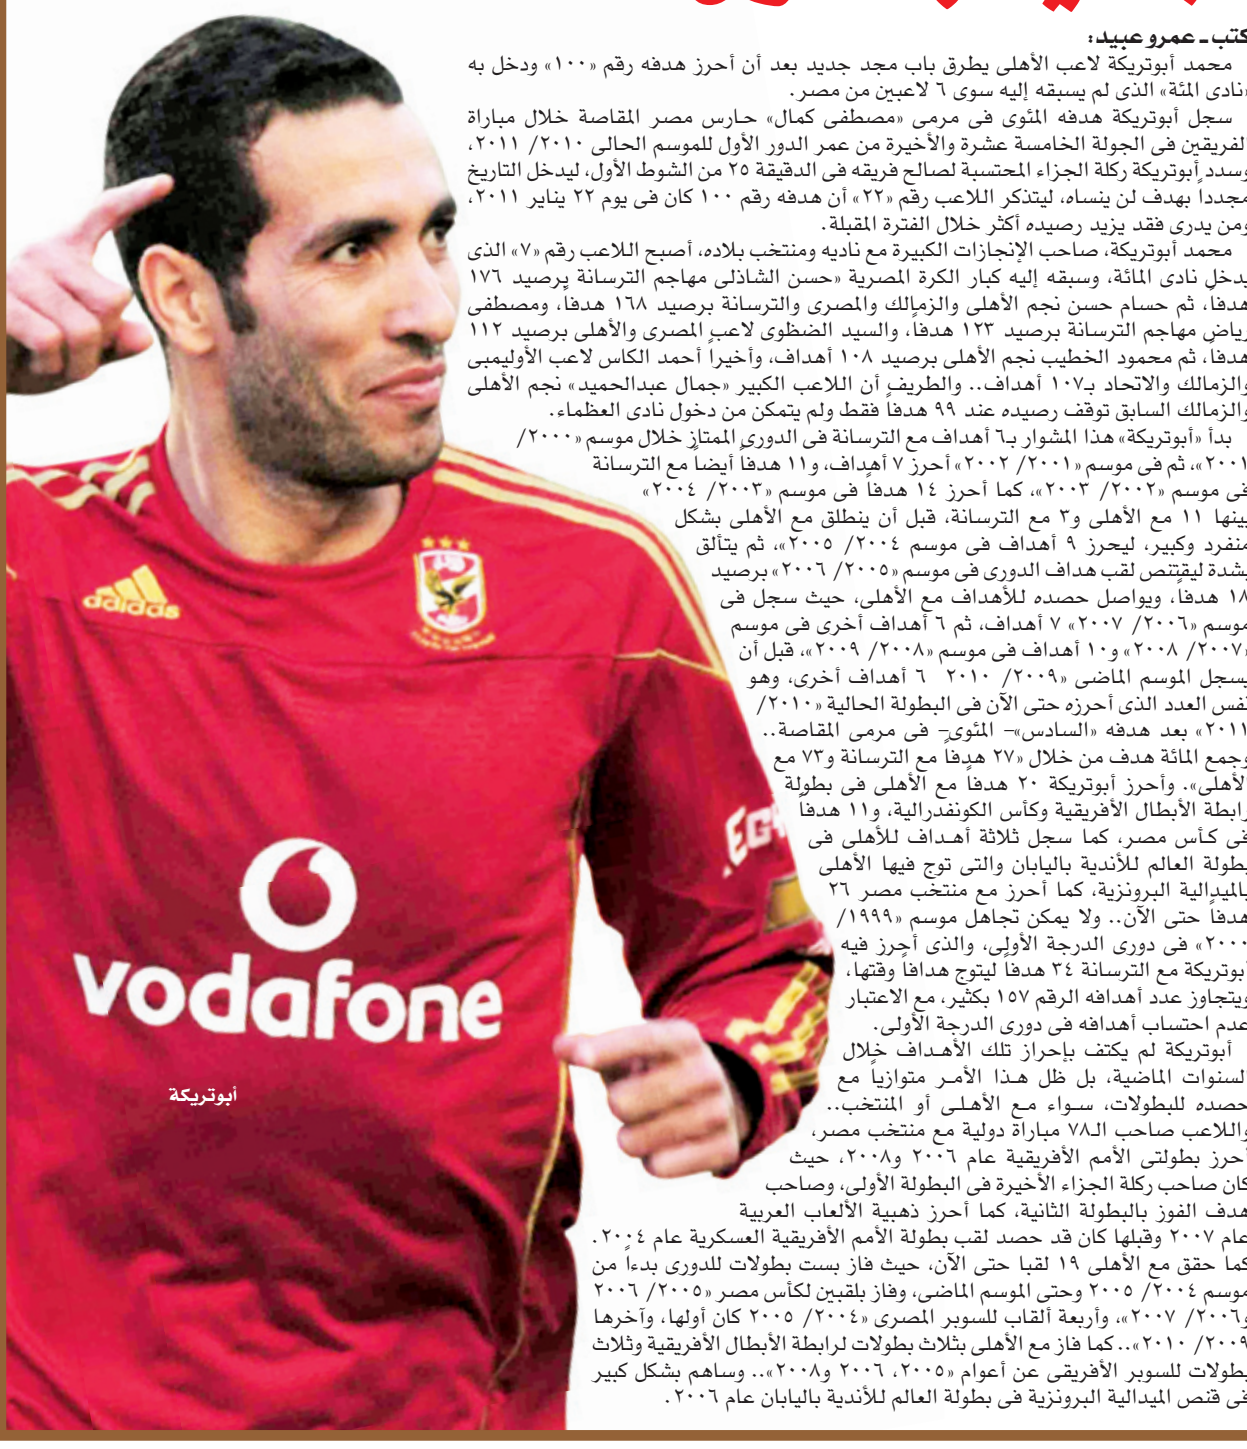 كتب ـ عمرو عبيد:
محمد أبوتريكة لاعب الأهلى يطرق باب مجد جديد بعد أن أحرز هدفه رقم «١٠٠» ودخل به
«نادى المئة» الذى لم يسبقه إليه سوى ٦ لاعبين من مصر.
سجل أبوتريكة هدفه المئوى فى مرمى «مصطفى كمال» حارس مصر المقاصة خلال مباراة
الفريقين فى الجولة الخامسة عشرة والأخيرة من عمر الدور الأول للموسم الحالى ٢٠١٠/ ٢٠١١،
وسدد أبوتريكة ركلة الجزاء المحتسبة لصالح فريقه فى الدقيقة ٢٥ من الشوط الأول، ليدخل التاريخ
مجدداً بهدف لن ينساه، ليتذكر اللاعب رقم «٢٢» أن هدفه رقم ١٠٠ كان فى يوم ٢٢ يناير ٢٠١١،
ومن يدرى فقد يزيد رصيده أكثر خلال الفترة المقبلة.
محمد أبوتريكة، صاحب الإنجازات الكبيرة مع ناديه ومنتخب بلاده، أصبح اللاعب رقم «٧» الذى
يدخل نادى المائة، وسبقه إليه كبار الكرة المصرية «حسن الشاذلى مهاجم الترسانة برصيد ١٧٦
هدفاً، ثم حسام حسن نجم الأهلى والزمالك والمصرى والترسانة برصيد ١٦٨ هدفاً، ومصطفى
رياض مهاجم الترسانة برصيد ١٢٣ هدفاً، والسيد الضظوى لاعب المصرى والأهلى برصيد ١١٢
هدفاً، ثم محمود الخطيب نجم الأهلى برصيد ١٠٨ أهداف، وأخيراً أحمد الكاس لاعب الأوليمبى
والزمالك والاتحاد بـ١٠٧ أهداف.. والطريف أن اللاعب الكبير «جمال عبدالحميد» نجم الأهلى
والزمالك السابق توقف رصيده عند ٩٩ هدفاً فقط ولم يتمكن من دخول نادى العظماء.
بدأ «أبوتريكة» هذا المشوار بـ٦ أهداف مع الترسانة فى الدورى الممتاز خلال موسم «٢٠٠٠/
٢٠٠١»، ثم فى موسم «٢٠٠١/ ٢٠٠٢» أحرز ٧ أهداف، و١١ هدفاً أيضاً مع الترسانة
فى موسم «٢٠٠٢/ ٢٠٠٣»، كما أحرز ١٤ هدفاً فى موسم «٢٠٠٣/ ٢٠٠٤»
بينها ١١ مع الأهلى و٣ مع الترسانة، قبل أن ينطلق مع الأهلى بشكل
منفرد وكبير، ليحرز ٩ أهداف فى موسم ٢٠٠٤/ ٢٠٠٥»، ثم يتألق
بشدة ليقتنص لقب هداف الدورى فى موسم «٢٠٠٥/ ٢٠٠٦» برصيد
١٨ هدفاً، ويواصل حصده للأهداف مع الأهلى، حيث سجل فى
موسم «٢٠٠٦/ ٢٠٠٧» ٧ أهداف، ثم ٦ أهداف أخرى فى موسم
«٢٠٠٧/ ٢٠٠٨» و١٠ أهداف فى موسم «٢٠٠٨/ ٢٠٠٩»، قبل أن
يسجل الموسم الماضى «٢٠٠٩/ ٢٠١٠ ٦ أهداف أخرى، وهو
نفس العدد الذى أحرزه حتى الآن فى البطولة الحالية «٢٠١٠/
٢٠١١» بعد هدفه «السادس»– المئوى– فى مرمى المقاصة..
وجمع المائة هدف من خلال «٢٧ هدفاً مع الترسانة و٧٣ مع
الأهلى». وأحرز أبوتريكة ٢٠ هدفاً مع الأهلى فى بطولة
رابطة الأبطال الأفريقية وكأس الكونفدرالية، و١١ هدفاً
فى كأس مصر، كما سجل ثلاثة أهداف للأهلى فى
بطولة العالم للأندية باليابان والتى توج فيها الأهلى
بالميدالية البرونزية، كما أحرز مع منتخب مصر ٢٦
هدفاً حتى الآن.. ولا يمكن تجاهل موسم «١٩٩٩/
٢٠٠٠» فى دورى الدرجة الأولى، والذى أحرز فيه
أبوتريكة مع الترسانة ٣٤ هدفاً ليتوج هدافاً وقتها،
ويتجاوز عدد أهدافه الرقم ١٥٧ بكثير، مع الاعتبار
عدم احتساب أهدافه فى دورى الدرجة الأولى.
أبوتريكة لم يكتف بإحراز تلك الأهداف خلال
السنوات الماضية، بل ظل هذا الأمر متوازياً مع
حصده للبطولات، سواء مع الأهلى أو المنتخب..
واللاعب صاحب الـ٧٨ مباراة دولية مع منتخب مصر،
أحرز بطولتى الأمم الأفريقية عام ٢٠٠٦ و٢٠٠٨، حيث
كان صاحب ركلة الجزاء الأخيرة فى البطولة الأولى، وصاحب
هدف الفوز بالبطولة الثانية، كما أحرز ذهبية الألعاب العربية
عام ٢٠٠٧ وقبلها كان قد حصد لقب بطولة الأمم الأفريقية العسكرية عام ٢٠٠٤.
كما حقق مع الأهلى ١٩ لقبا حتى الآن، حيث فاز بست بطولات للدورى بدءاً من
موسم ٢٠٠٤/ ٢٠٠٥ وحتى الموسم الماضى، وفاز بلقبين لكأس مصر «٢٠٠٥/ ٢٠٠٦
و٢٠٠٦/ ٢٠٠٧»، وأربعة ألقاب للسوبر المصرى «٢٠٠٤/ ٢٠٠٥ كان أولها، وآخرها
٢٠٠٩/ ٢٠١٠».. كما فاز مع الأهلى بثلاث بطولات لرابطة الأبطال الأفريقية وثلاث
بطولات للسوبر الأفريقى عن أعوام «٢٠٠٥، ٢٠٠٦ و٢٠٠٨».. وساهم بشكل كبير
فى قنص الميدالية البرونزية فى بطولة العالم للأندية باليابان عام ٢٠٠٦.
adidas
vodafone
أبوتريكة